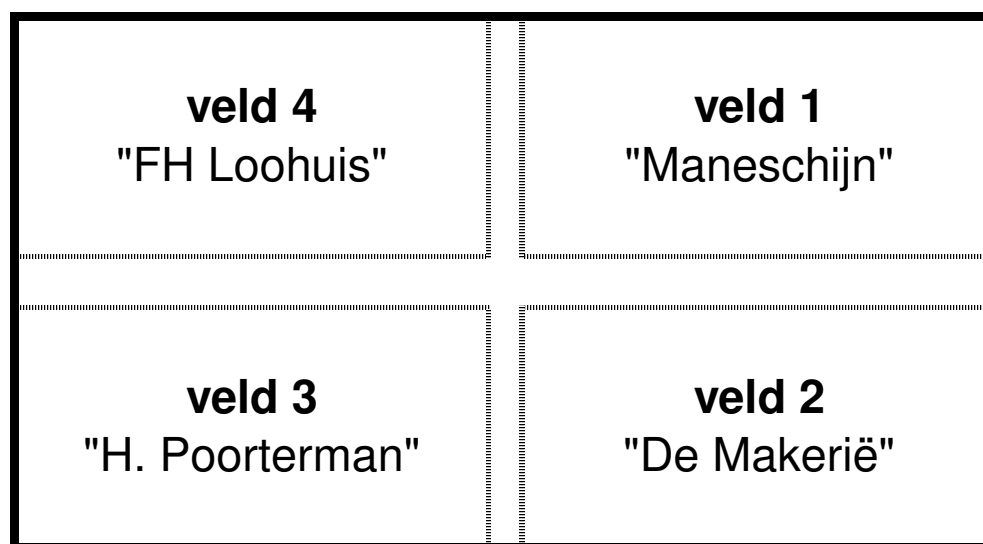 veld 4
"FH Loohuis"
veld 1
"Maneschijn"
veld 3
"H. Poorterman"
veld 2
"De Makerië"